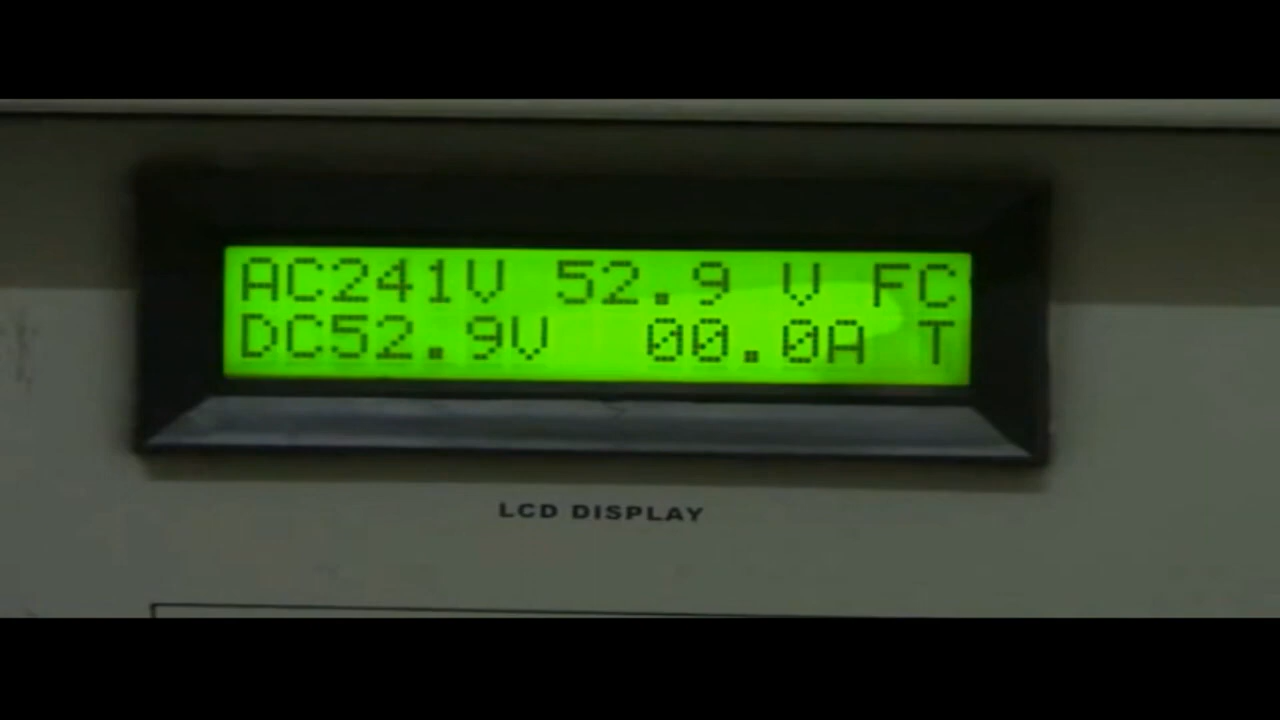 AC241V 52.9 V FC
DC52.9V 00.0A T
LCD DISPLAY